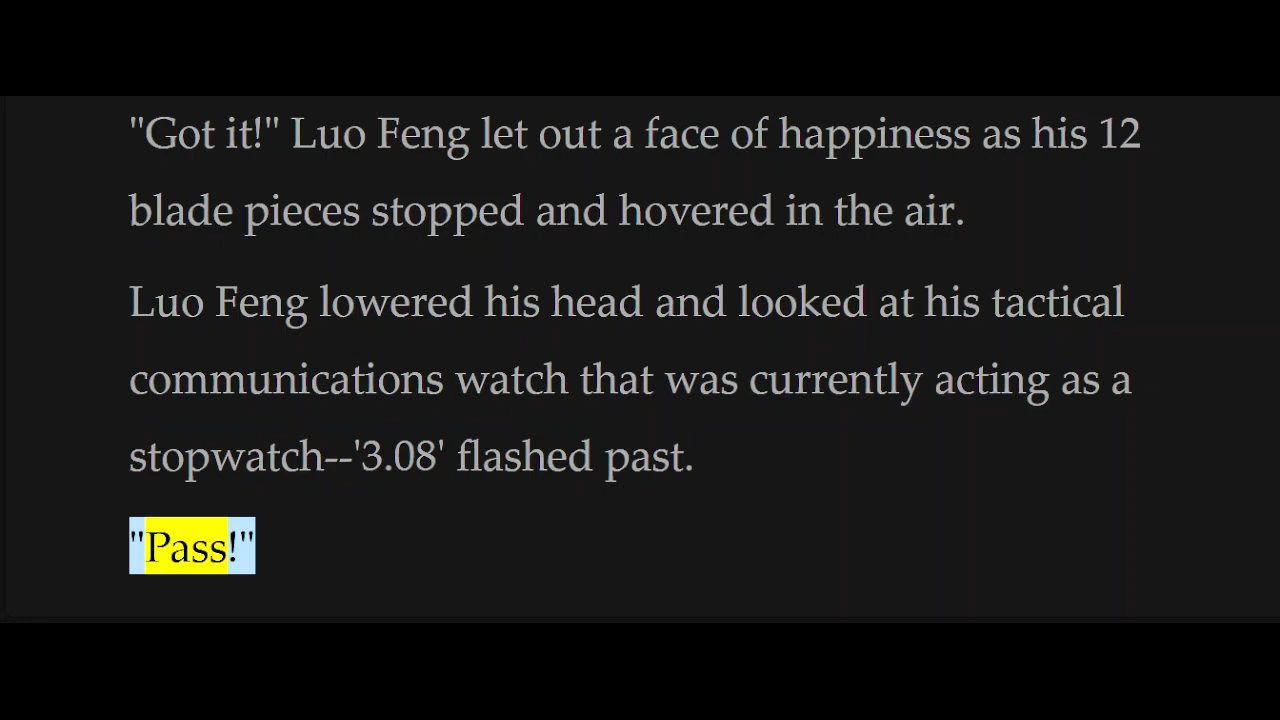 "Got it!" Luo Feng let out a face of happiness as his 12
blade pieces stopped and hovered in the air.
Luo Feng lowered his head and looked at his tactical
communications watch that was currently acting as a
stopwatch--'3.08' flashed past.
"Pass!"